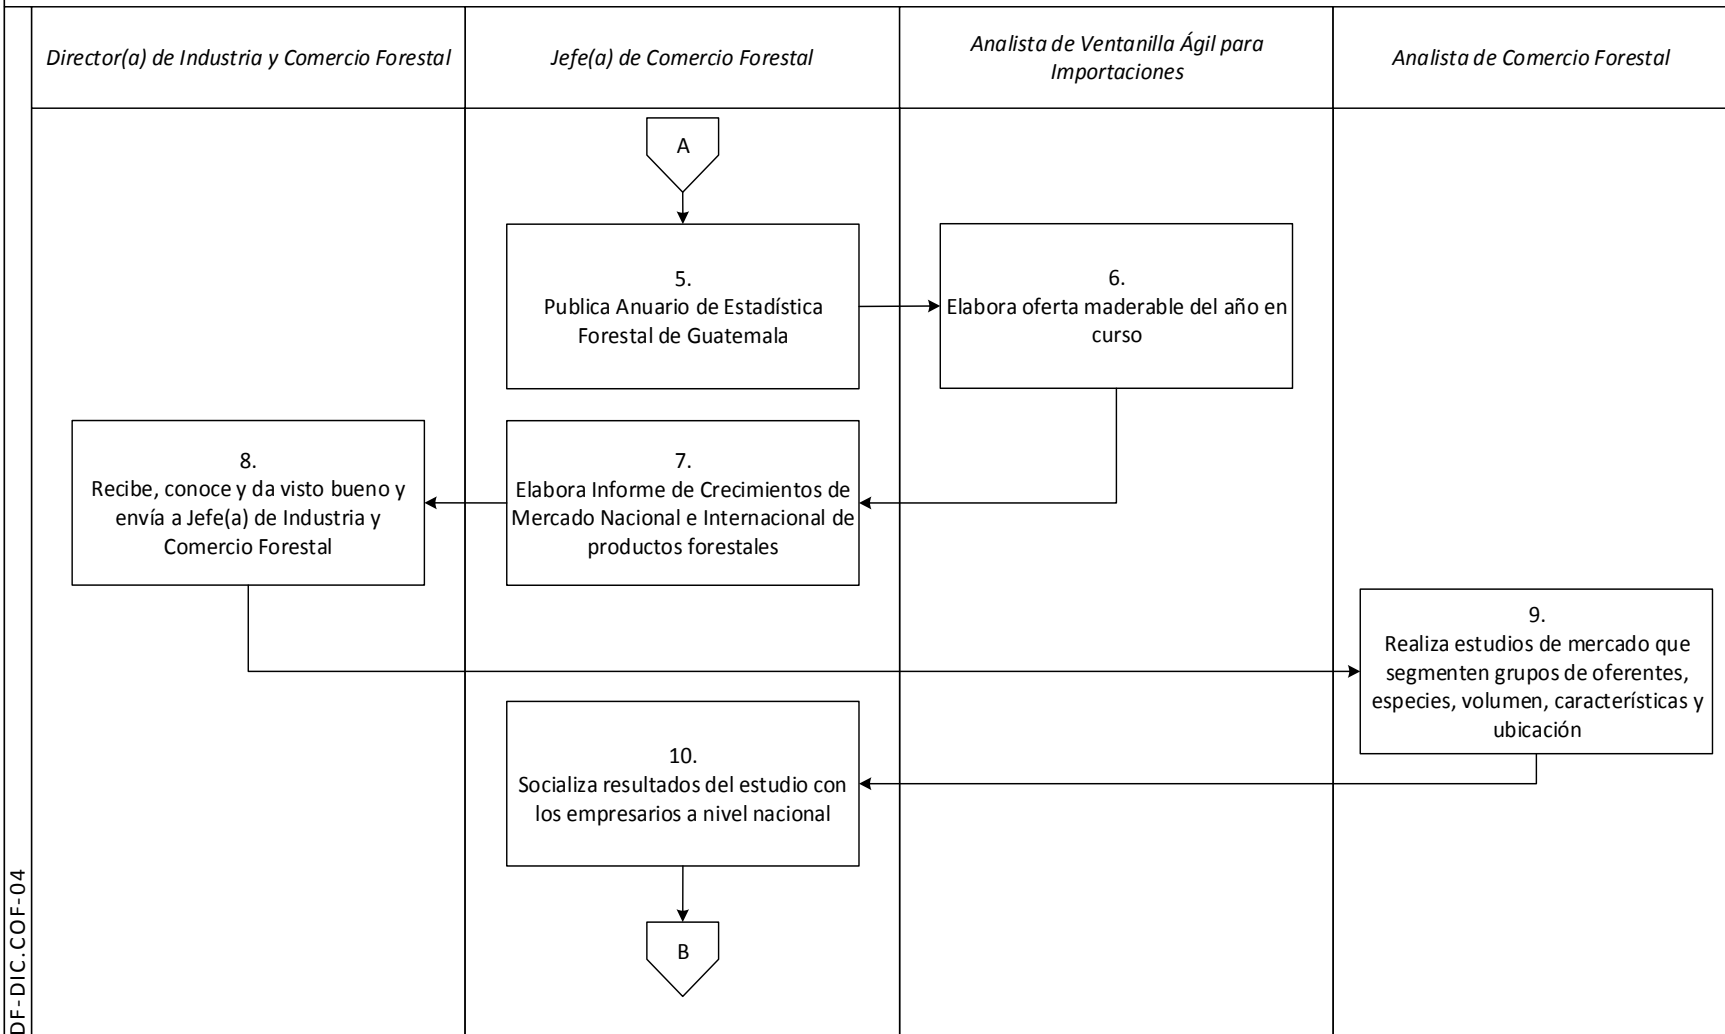 Director(a) de Industria y Comercio Forestal
Jefe(a) de Comercio Forestal
Analista de Ventanilla Ágil para
Importaciones
Analista de Comercio Forestal
A
5.
Publica Anuario de Estadística
Forestal de Guatemala
6.
Elabora oferta maderable del año en
curso
8.
Recibe, conoce y da visto bueno y
envía a Jefe(a) de Industria y
Comercio Forestal
7.
Elabora Informe de Crecimientos de
Mercado Nacional e Internacional de
productos forestales
9.
Realiza estudios de mercado que
segmenten grupos de oferentes,
especies, volumen, características y
ubicación
10.
Socializa resultados del estudio con
los empresarios a nivel nacional
B
DF-DIC.COF-04